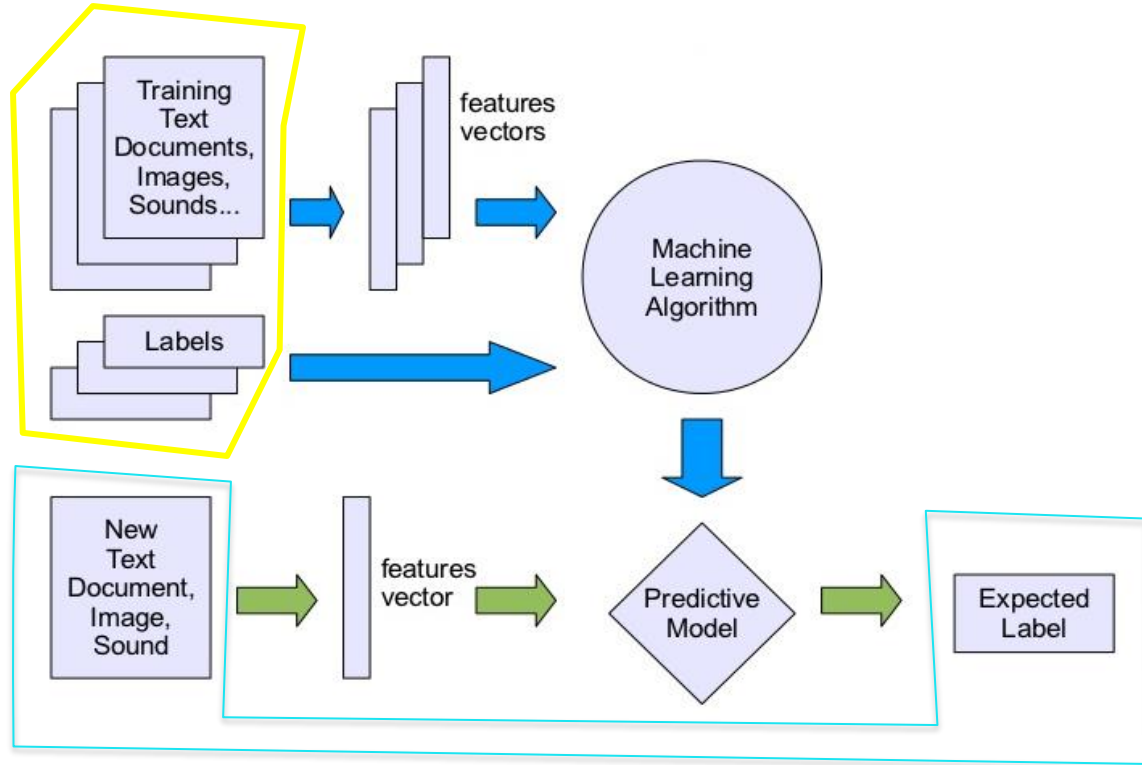 Training
Text
Documents,
Images,
Sounds...
features
vectors
Machine
Learning
Algorithm
Labels
New
Text
Document,
Image,
Sound
features
vector
Predictive
Model
Expected
Label